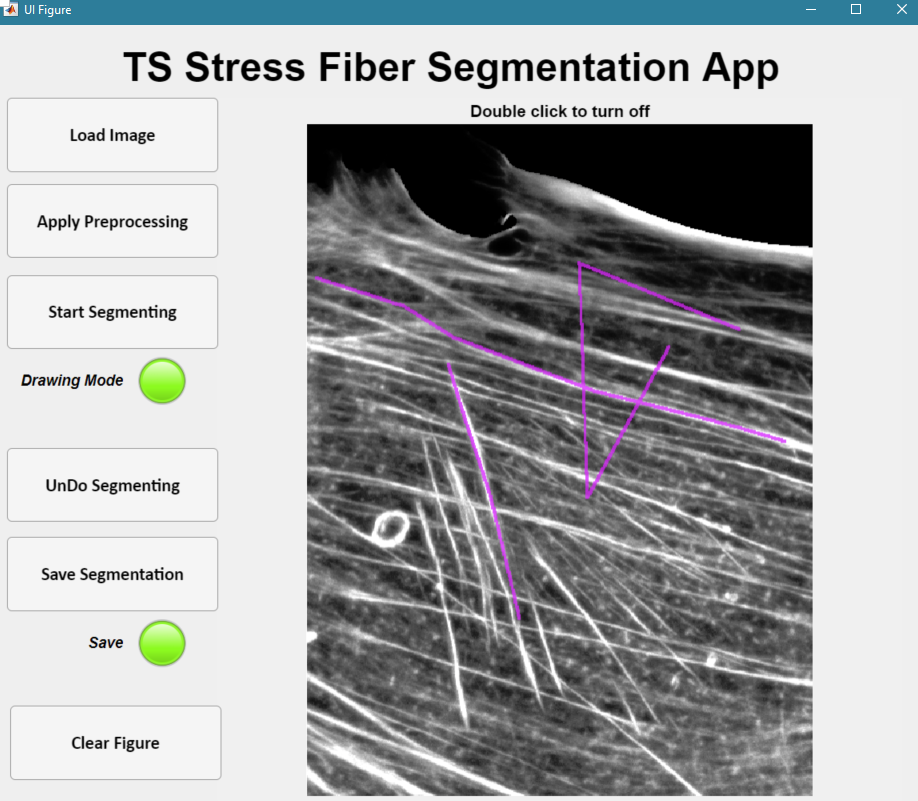 UI Figure
TS Stress Fiber Segmentation App
Double click to turn off
Load Image
Apply Preprocessing
Start Segmenting
Drawing Mode
UnDo Segmenting
Save Segmentation
Save
Clear Figure